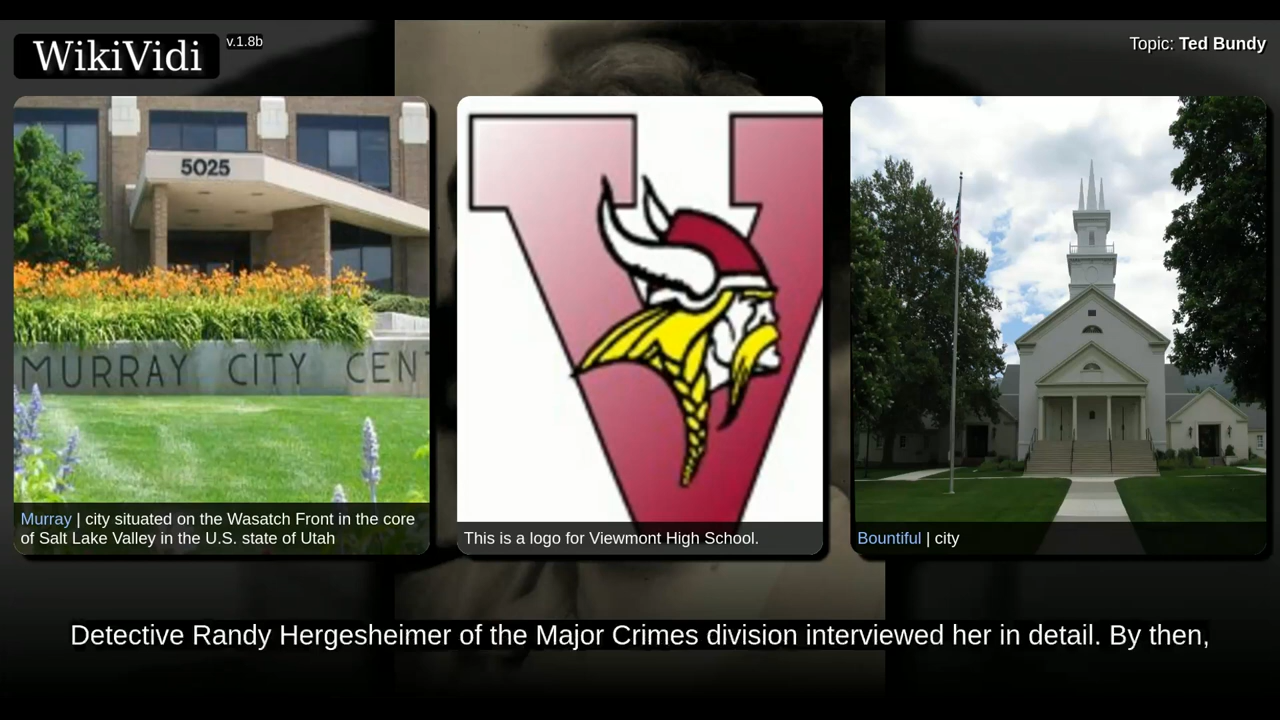 WikiVidi
v.1.8b
Topic: Ted Bundy
5025
MURRAY CITY CEN
Murray | city situated on the Wasatch Front in the core
of Salt Lake Valley in the U.S. state of Utah
V
This is a logo for Viewmont High School.
Bountiful | city
Detective Randy Hergesheimer of the Major Crimes division interviewed her in detail. By then,